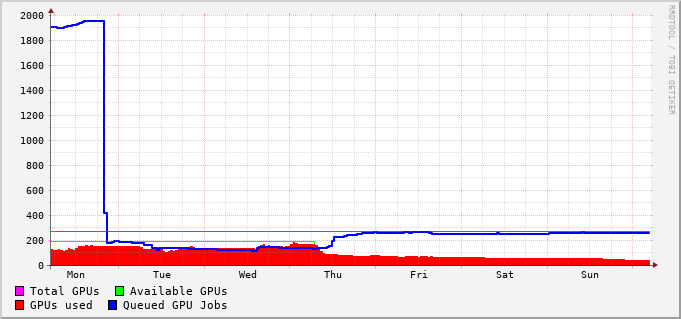 2000
1800
1600
1400
1200
1000
800
600
400
200
0
Mon Tue Wed Thu Fri Sat Sun
Total GPUs Available GPUs
GPUs used Queued GPU Jobs
RRDTOOL / TOBI OETIKER